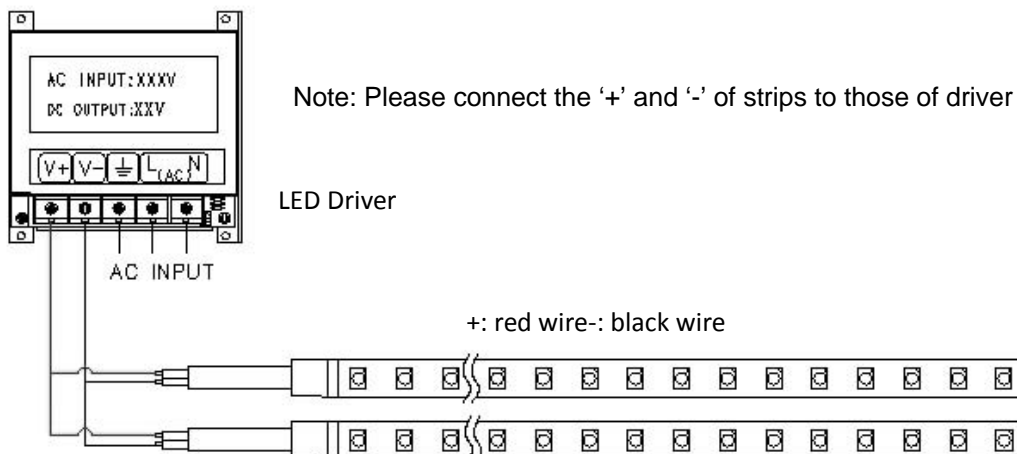 AC INPUT:XXXV
DC OUTPUT:XXV
Note: Please connect the ‘+’ and ‘-’ of strips to those of driver
V+ V- L(AC)N
LED Driver
AC INPUT
+: red wire-: black wire